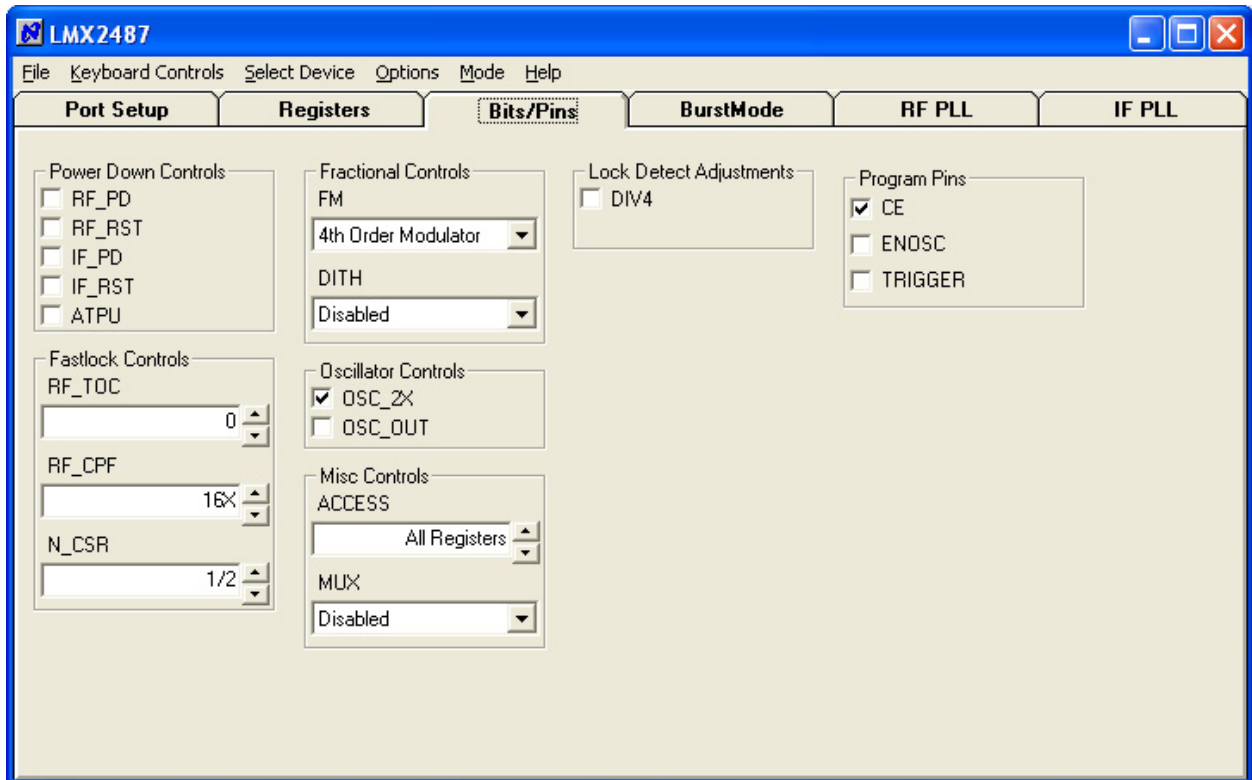 LMX2487
File Keyboard Controls Select Device Options Mode Help
Port Setup Registers Bits/Pins BurstMode RF PLL IF PLL
Power Down Controls
RF_PD
RF_RST
IF_PD
IF_RST
ATPU
Fastlock Controls
RF_TOC
0
RF_CPF
16X
N_CSR
1/2
Fractional Controls
FM
4th Order Modulator
DITH
Disabled
Oscillator Controls
OSC_2X
OSC_OUT
Misc Controls
ACCESS
All Registers
MUX
Disabled
Lock Detect Adjustments
DIV4
Program Pins
CE
ENOSC
TRIGGER